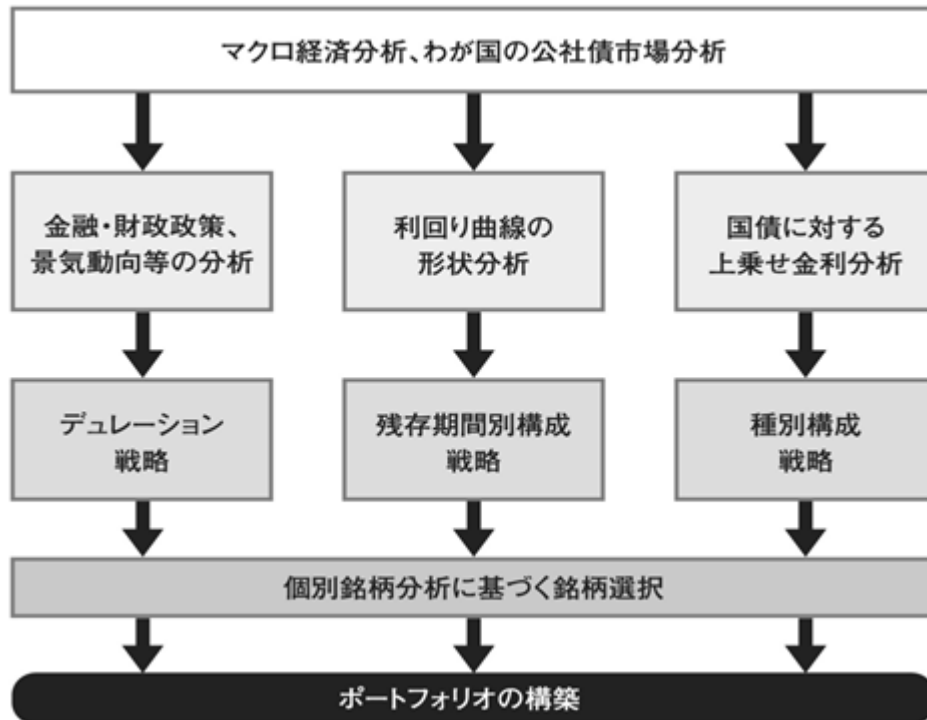 マクロ経済分析、わが国の公社債市場分析
金融・財政政策、
景気動向等の分析
利回り曲線の
形状分析
国債に対する
上乗せ金利分析
デュレーション
戦略
残存期間別構成
戦略
種別構成
戦略
個別銘柄分析に基づく銘柄選択
ポートフォリオの構築